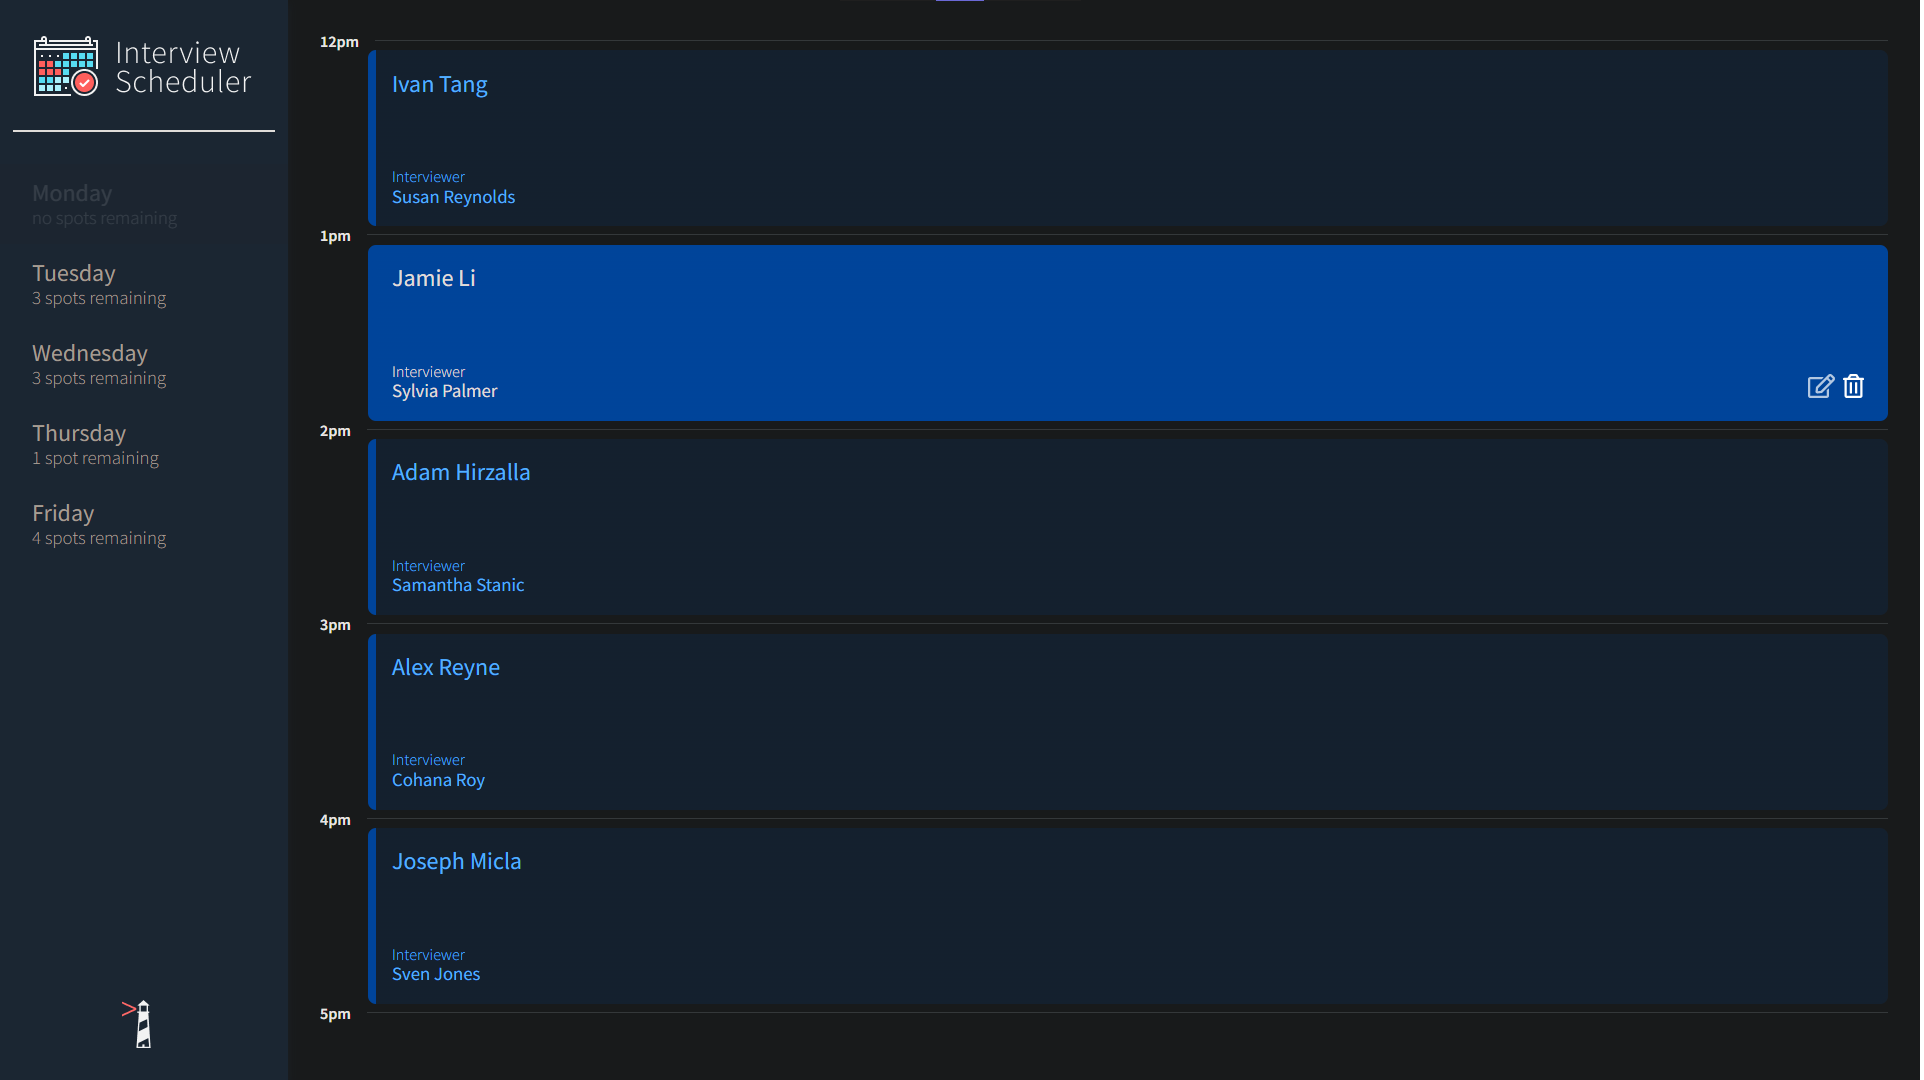 Interview
Scheduler
Monday
no spots remaining
Tuesday
3 spots remaining
Wednesday
3 spots remaining
Thursday
1 spot remaining
Friday
4 spots remaining
12pm
Ivan Tang
Interviewer
Susan Reynolds
1pm
Jamie Li
Interviewer
Sylvia Palmer
2pm
Adam Hirzalla
Interviewer
Samantha Stanic
3pm
Alex Reyne
Interviewer
Cohana Roy
4pm
Joseph Micla
Interviewer
Sven Jones
5pm